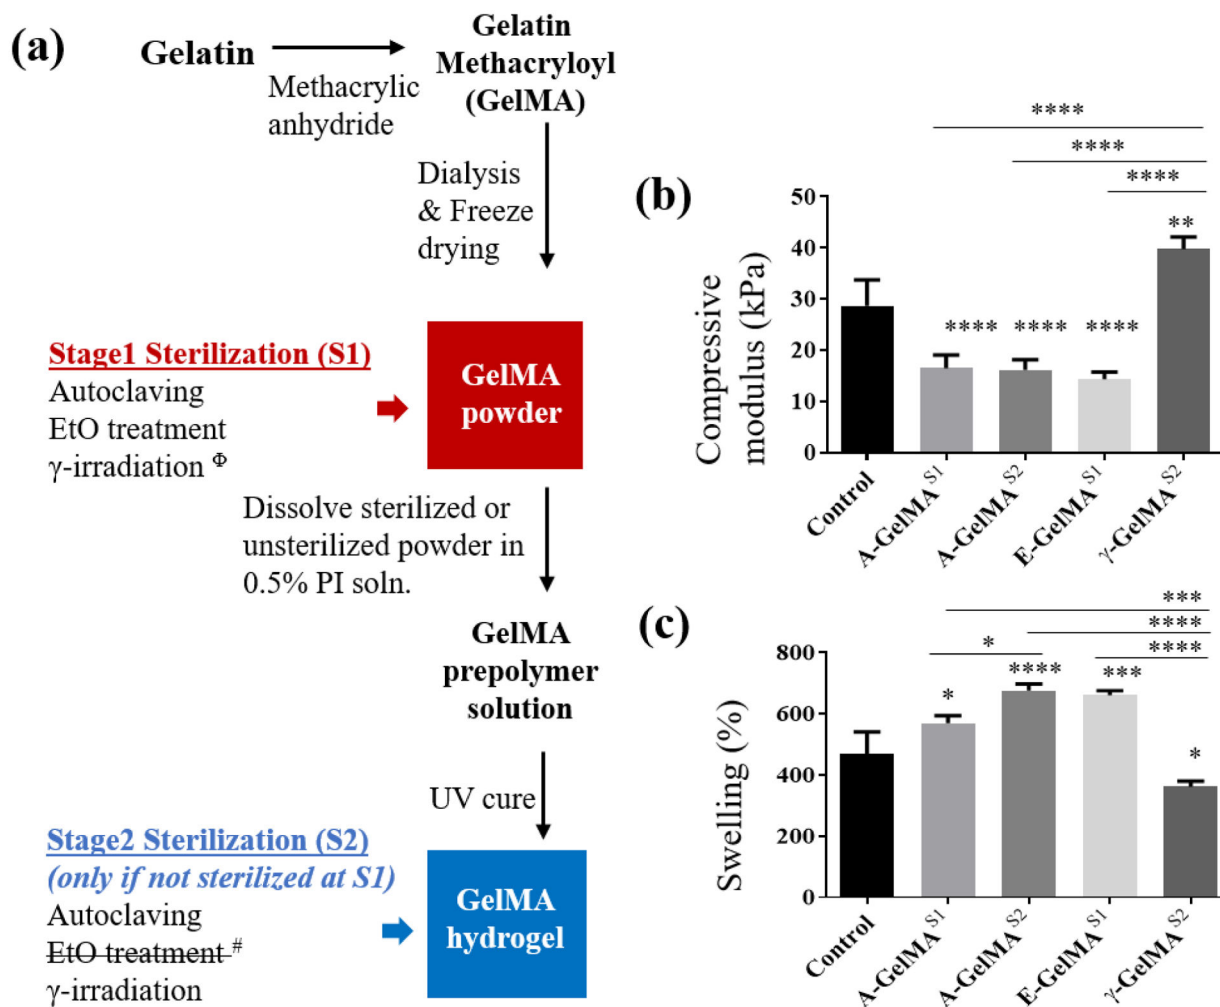 (a)
Gelatin
Methacrylic
anhydride
Gelatin
Methacryloyl
(GelMA)
Dialysis
& Freeze
drying
Stage1 Sterilization (S1)
Autoclaving
EtO treatment
γ-irradiation Φ
GelMA
powder
Dissolve sterilized or
unsterilized powder in
0.5% PI soln.
GelMA
prepolymer
solution
UV cure
Stage2 Sterilization (S2)
(only if not sterilized at S1)
Autoclaving
EtO treatment #
γ-irradiation
GelMA
hydrogel
(b)
****
****
****
**
**** **** ****
Compressive
modulus (kPa)
50
40
30
20
10
0
Control
A-GelMA S1
A-GelMA S2
E-GelMA S1
γ-GelMA S2
(c)
***
****
* ****
* **** *** *
Swelling (%)
800
600
400
200
0
Control
A-GelMA S1
A-GelMA S2
E-GelMA S1
γ-GelMA S2